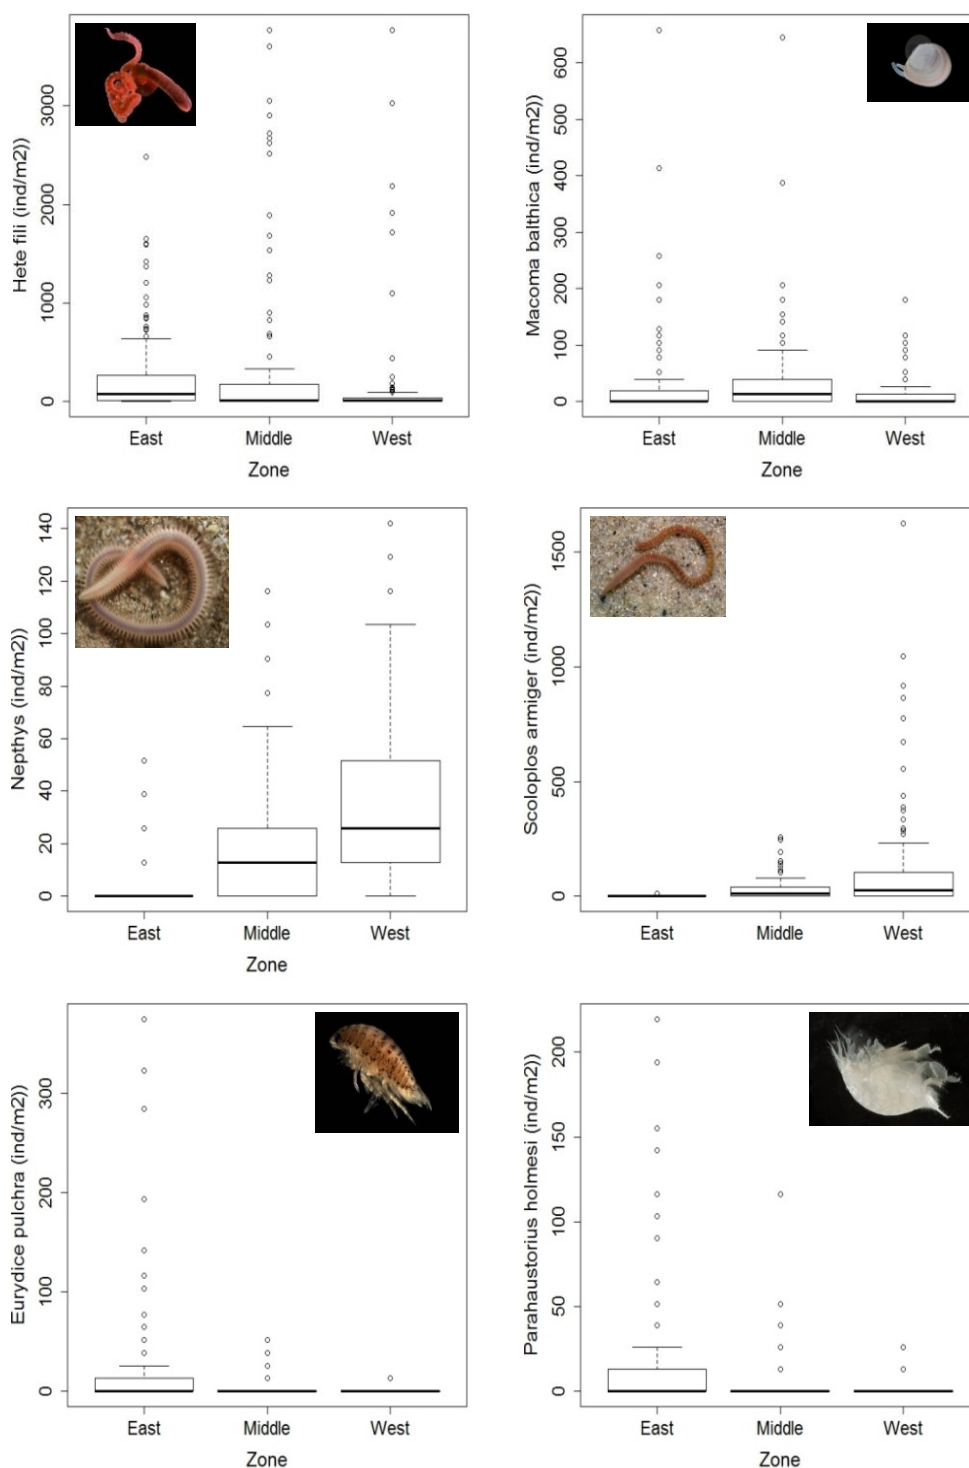 Hete fili (ind/m2))
3000
2000
1000
0
East Middle West
Zone
Macoma balthica (ind/m2))
600
500
400
300
200
100
0
East Middle West
Zone
Nepthys (ind/m2))
140
120
100
80
60
40
20
0
East Middle West
Zone
Scoloplos armiger (ind/m2))
1500
1000
500
0
East Middle West
Eurydice pulchra (ind/m2))
300
200
100
0
East Middle West
Zone
Parahaustorius holmesi (ind/m2))
200
150
100
50
0
East Middle West
Zone